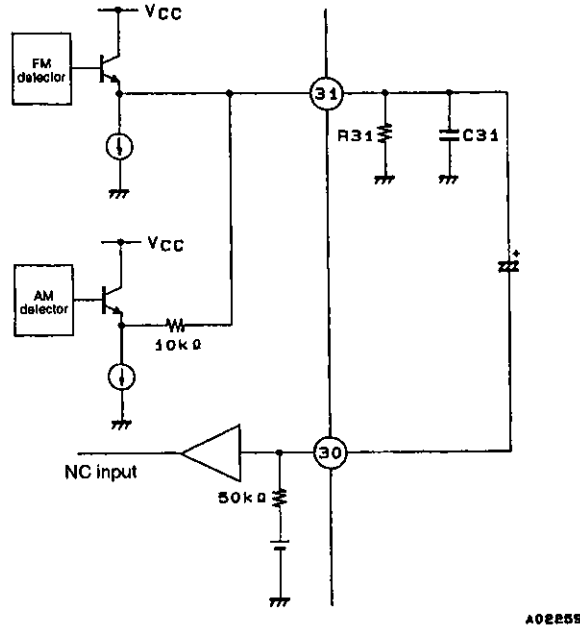 VCC
FM
detector
31
R31
C31
+
VCC
AM
detector
10kΩ
30
NC input
50kΩ
A02255